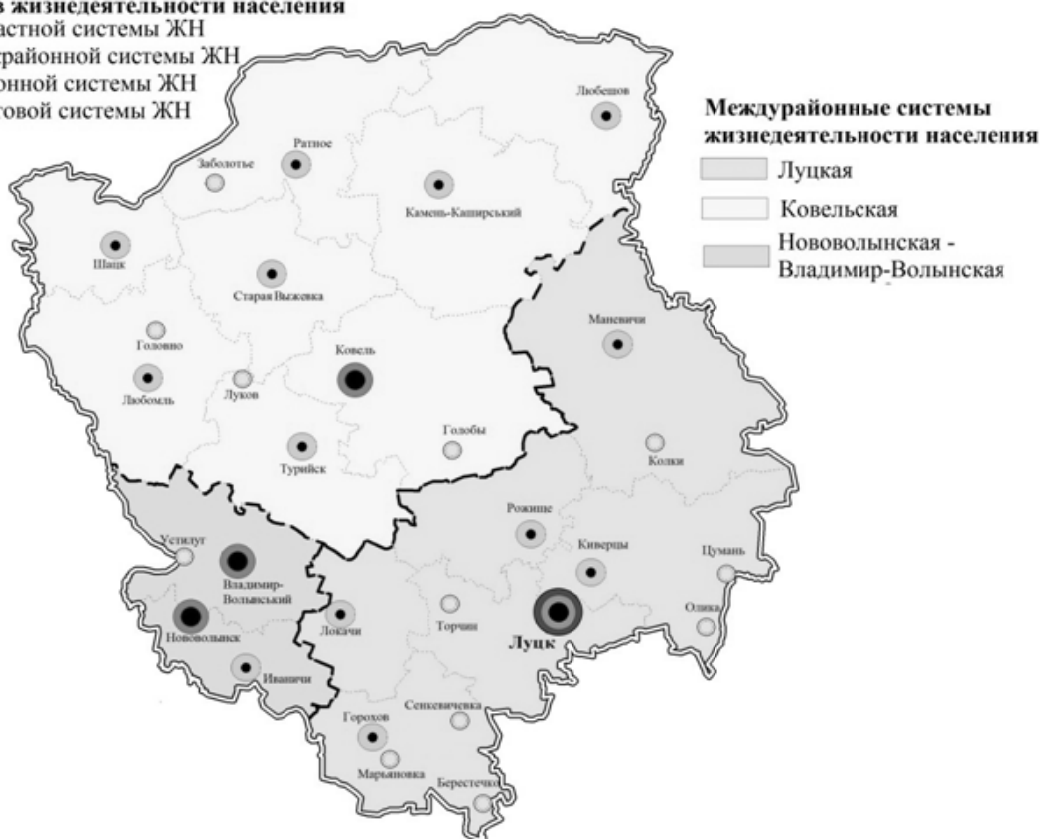 в жизнедеятельности населения
астной системы ЖН
районной системы ЖН
онной системы ЖН
товой системы ЖН
Междурайонные системы
жизнедеятельности населения
Луцкая
Ковельская
Нововолынская -
Владимир-Волынская
Любешов
Ратное
Заболотье
Камень-Каширський
Шацк
Старая Выжевка
Маневичи
Головно
Ковель
Любомль
Луков
Голобы
Колки
Турийск
Рожище
Устилуг
Киверцы
Цумань
Владимир-
Волынський
Торчин
Олика
Локачи
Нововолынск
Луцк
Иваничи
Сенкевичевка
Горохов
Марьяновка
Берестечко